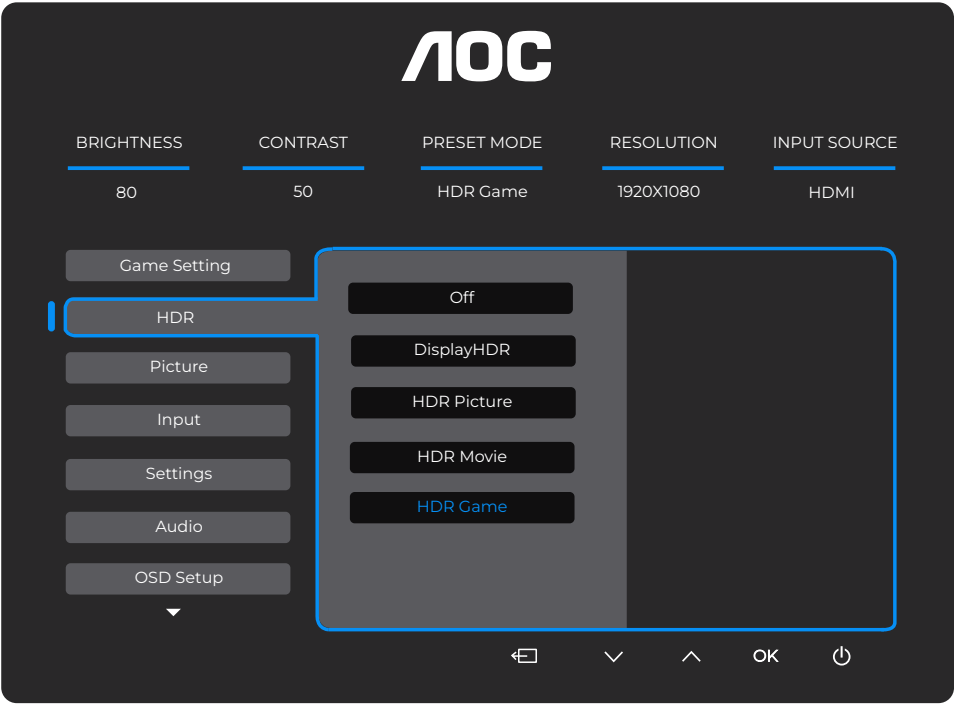 AOC
BRIGHTNESS CONTRAST PRESET MODE RESOLUTION INPUT SOURCE
80 50 HDR Game 1920X1080 HDMI
Game Setting
HDR
Picture
Input
Settings
Audio
OSD Setup
Off
DisplayHDR
HDR Picture
HDR Movie
HDR Game
OK